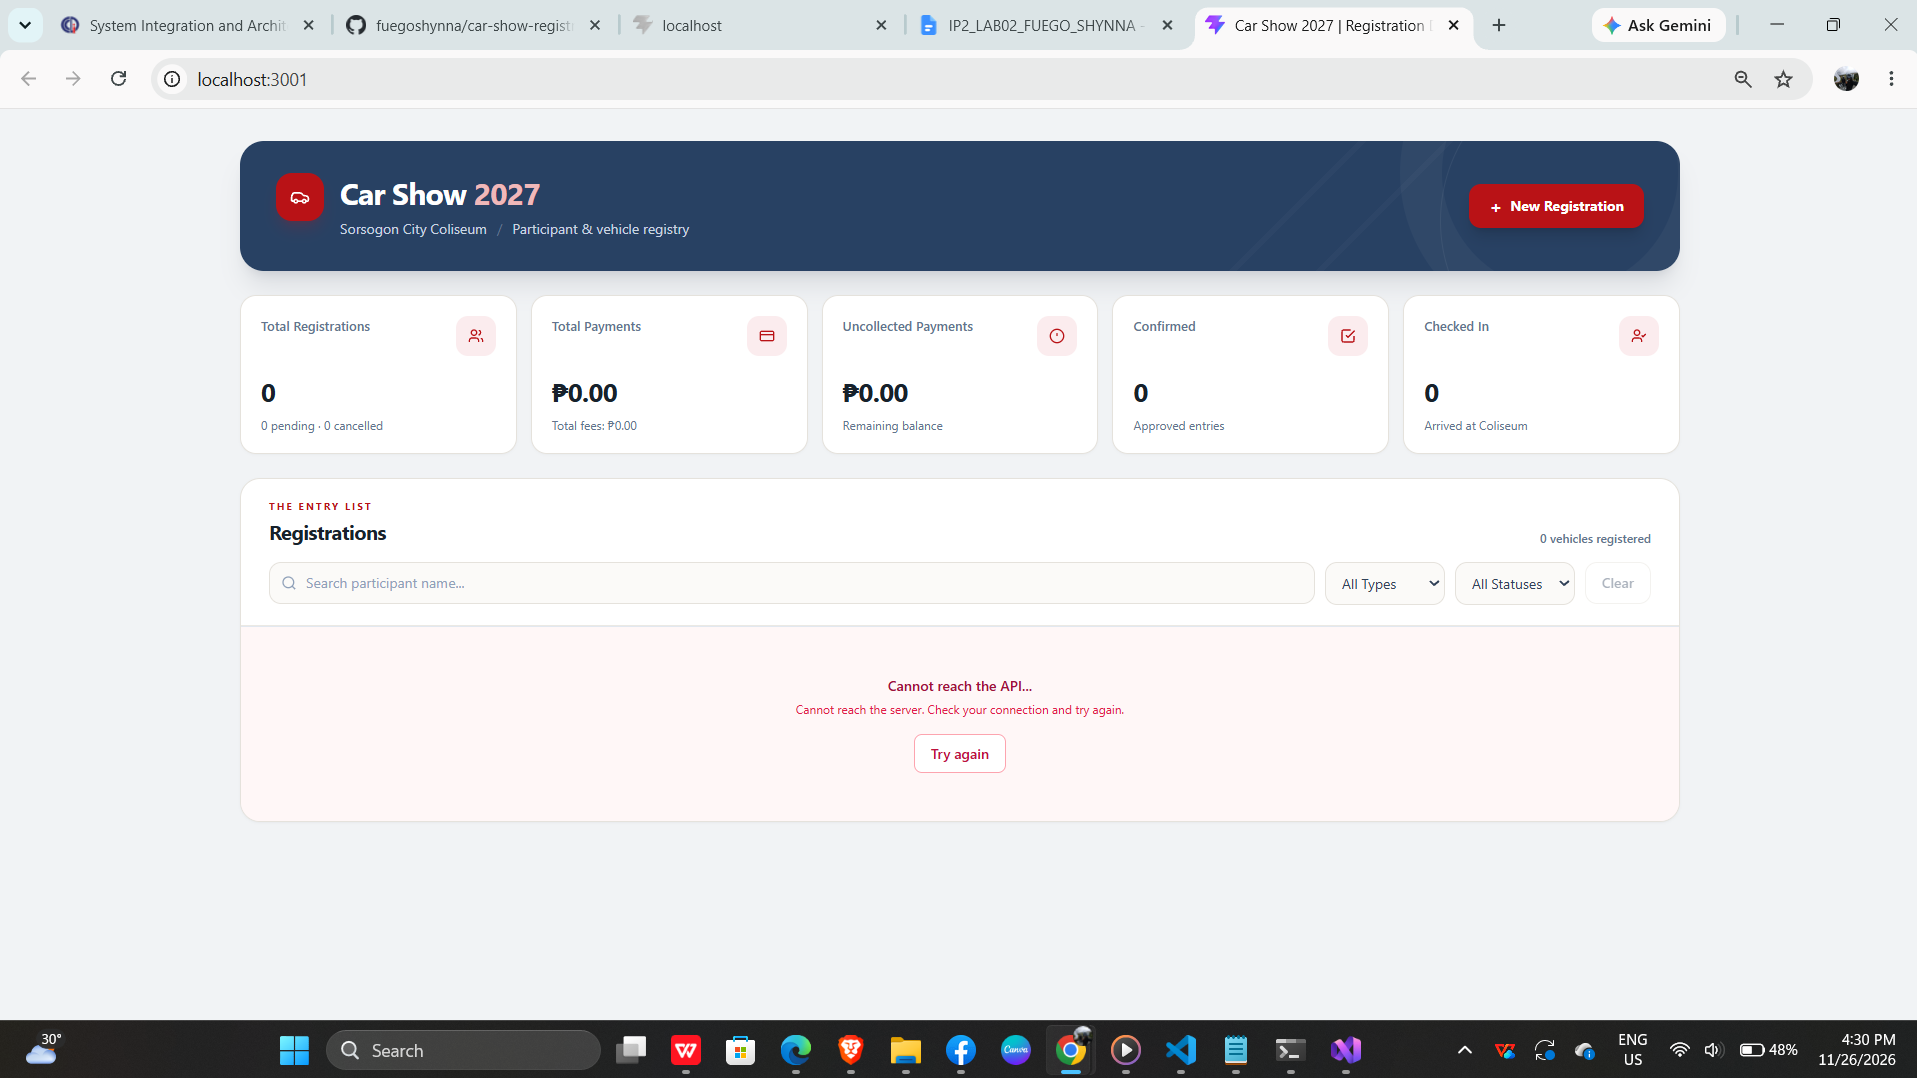 System Integration and Archit
fuegoshynna/car-show-registr
localhost
IP2_LAB02_FUEGO_SHYNNA -
Car Show 2027 | Registration
Ask Gemini
localhost:3001
Car Show 2027
Sorsogon City Coliseum / Participant & vehicle registry
+ New Registration
Total Registrations
0
0 pending · 0 cancelled
Total Payments
₱0.00
Total fees: ₱0.00
Uncollected Payments
₱0.00
Remaining balance
Confirmed
0
Approved entries
Checked In
0
Arrived at Coliseum
THE ENTRY LIST
Registrations
0 vehicles registered
Search participant name...
All Types
All Statuses
Clear
Cannot reach the API...
Cannot reach the server. Check your connection and try again.
Try again
30°
Search
Canva
ENG
US
48%
4:30 PM
11/26/2026